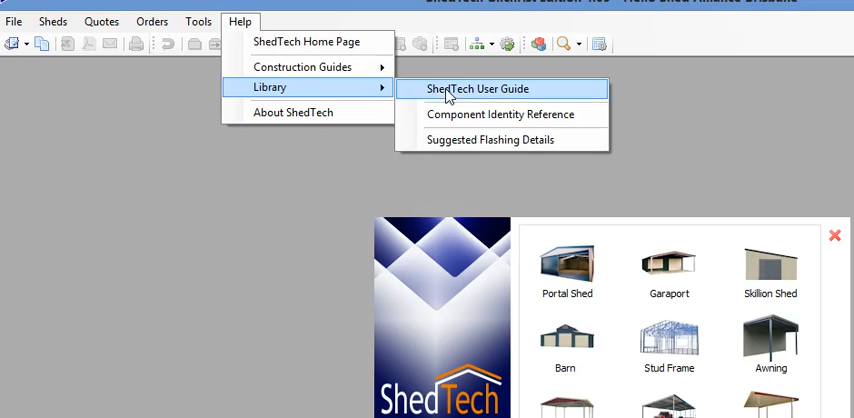 File Sheds Quotes Orders Tools Help
ShedTech Home Page
Construction Guides
Library
About ShedTech
ShedTech User Guide
Component Identity Reference
Suggested Flashing Details
Portal Shed Garaport Skillion Shed
Barn Stud Frame Awning
ShedTech